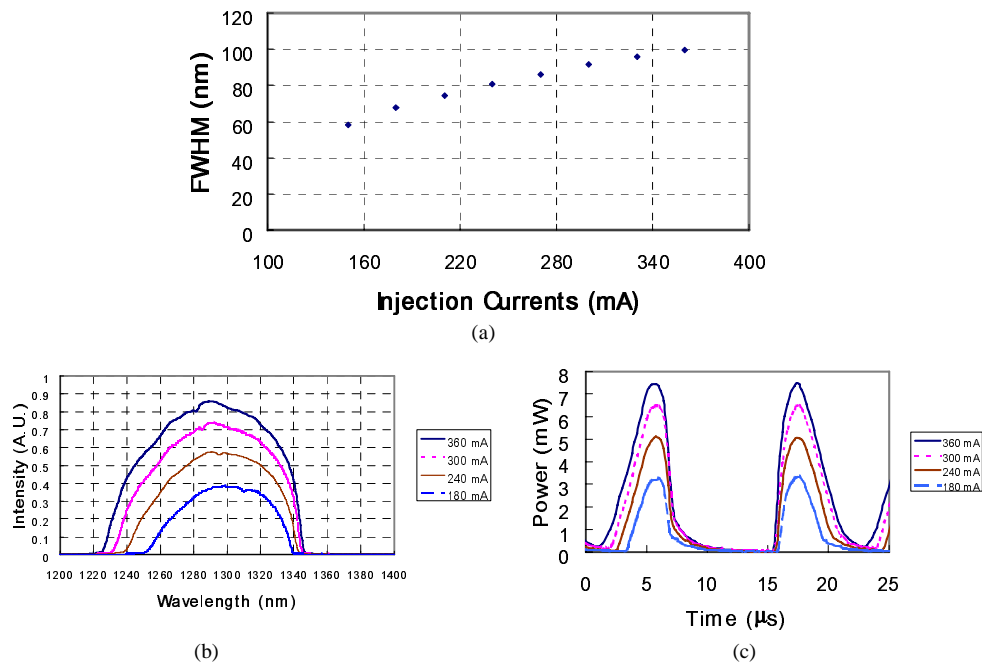 120
100
80
60
40
20
0
FWHM (nm)
100 160 220 280 340 400
Injection Currents (mA)
(a)
1
0.9
0.8
0.7
0.6
0.5
0.4
0.3
0.2
0.1
0
Intensity (A.U.)
1200 1220 1240 1260 1280 1300 1320 1340 1360 1380 1400
Wavelength (nm)
360 mA
300 mA
240 mA
180 mA
(b)
8
7
6
5
4
3
2
1
0
Power (mW)
0 5 10 15 20 25
Time (μs)
360 mA
300 mA
240 mA
180 mA
(c)